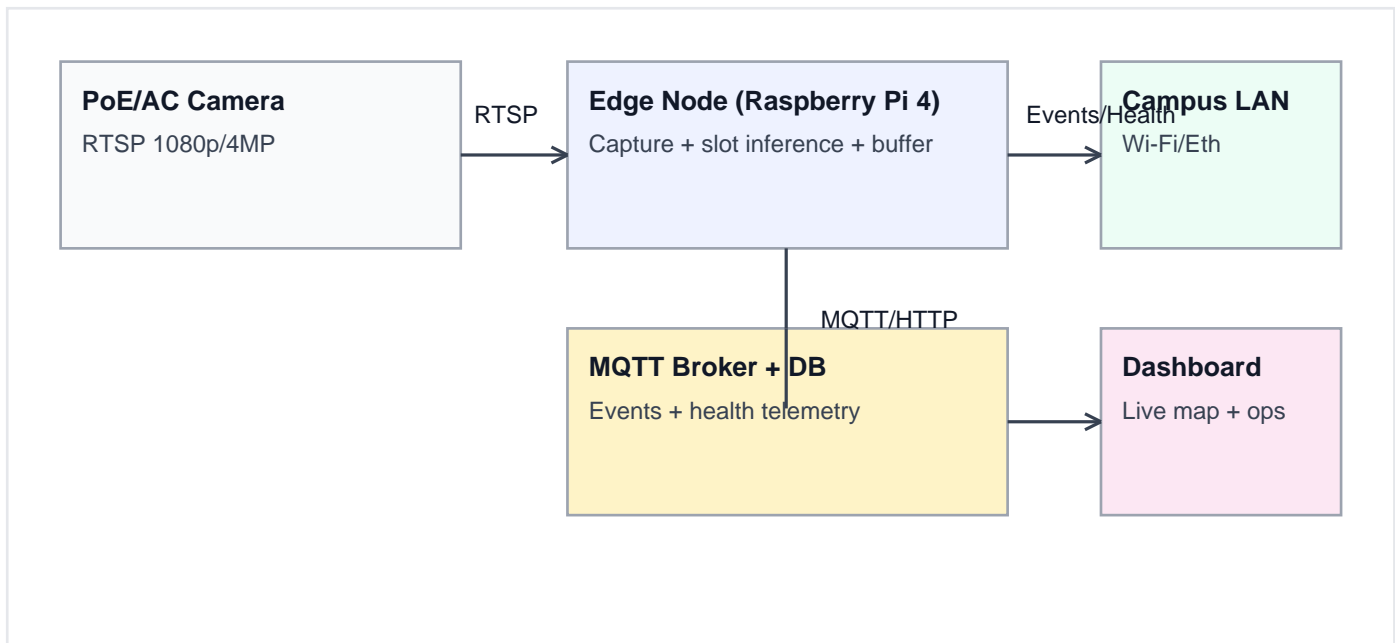 PoE/AC Camera
RTSP 1080p/4MP
RTSP
Edge Node (Raspberry Pi 4)
Capture + slot inference + buffer
Events/Health
Campus LAN
Wi-Fi/Eth
MQTT/HTTP
MQTT Broker + DB
Events + health telemetry
Dashboard
Live map + ops